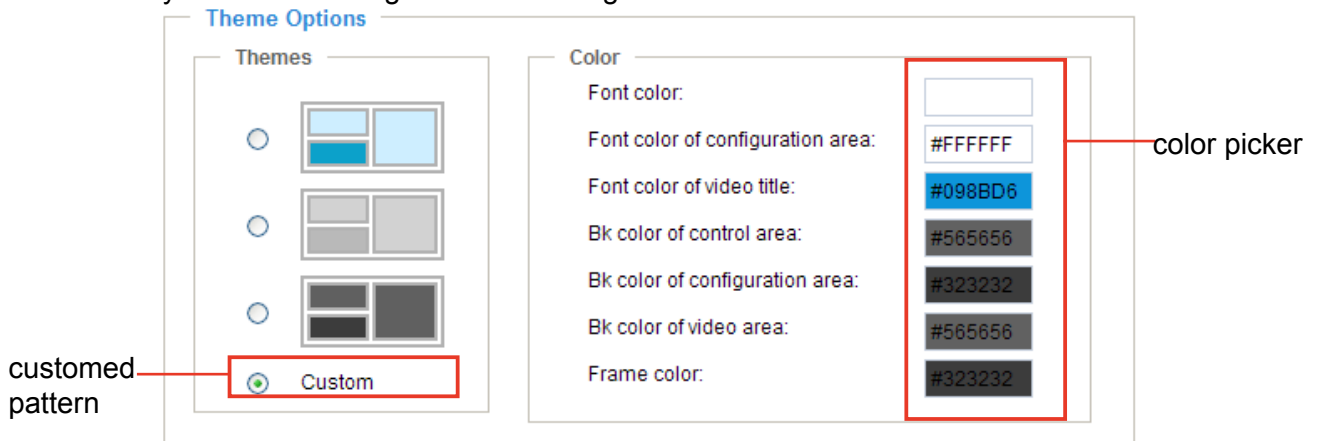 Theme Options
Themes
Custom
customed
pattern
Color
Font color:
Font color of configuration area: #FFFFFF
Font color of video title: #098BD6
Bk color of control area: #565656
Bk color of configuration area: #323232
Bk color of video area: #565656
Frame color: #323232
color picker